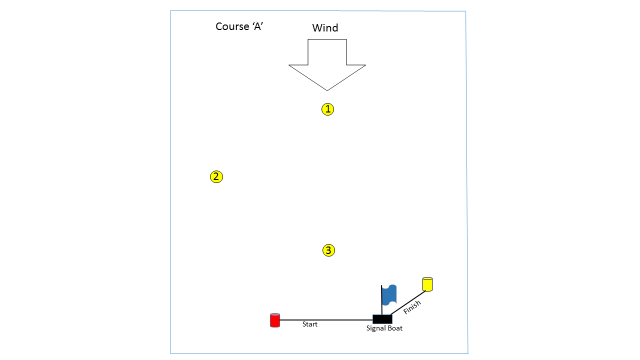 Course ‘A’
Wind
1
2
3
Start
Signal Boat
Finish